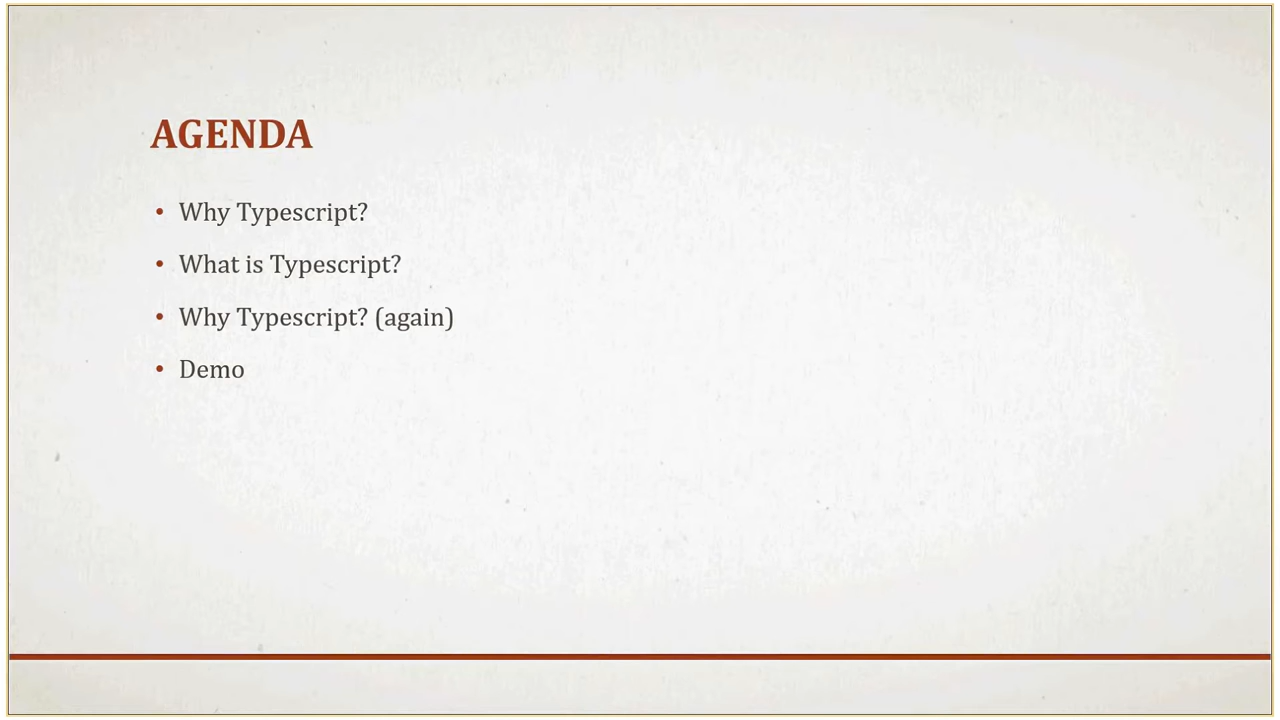 AGENDA
• Why Typescript?
• What is Typescript?
• Why Typescript? (again)
• Demo